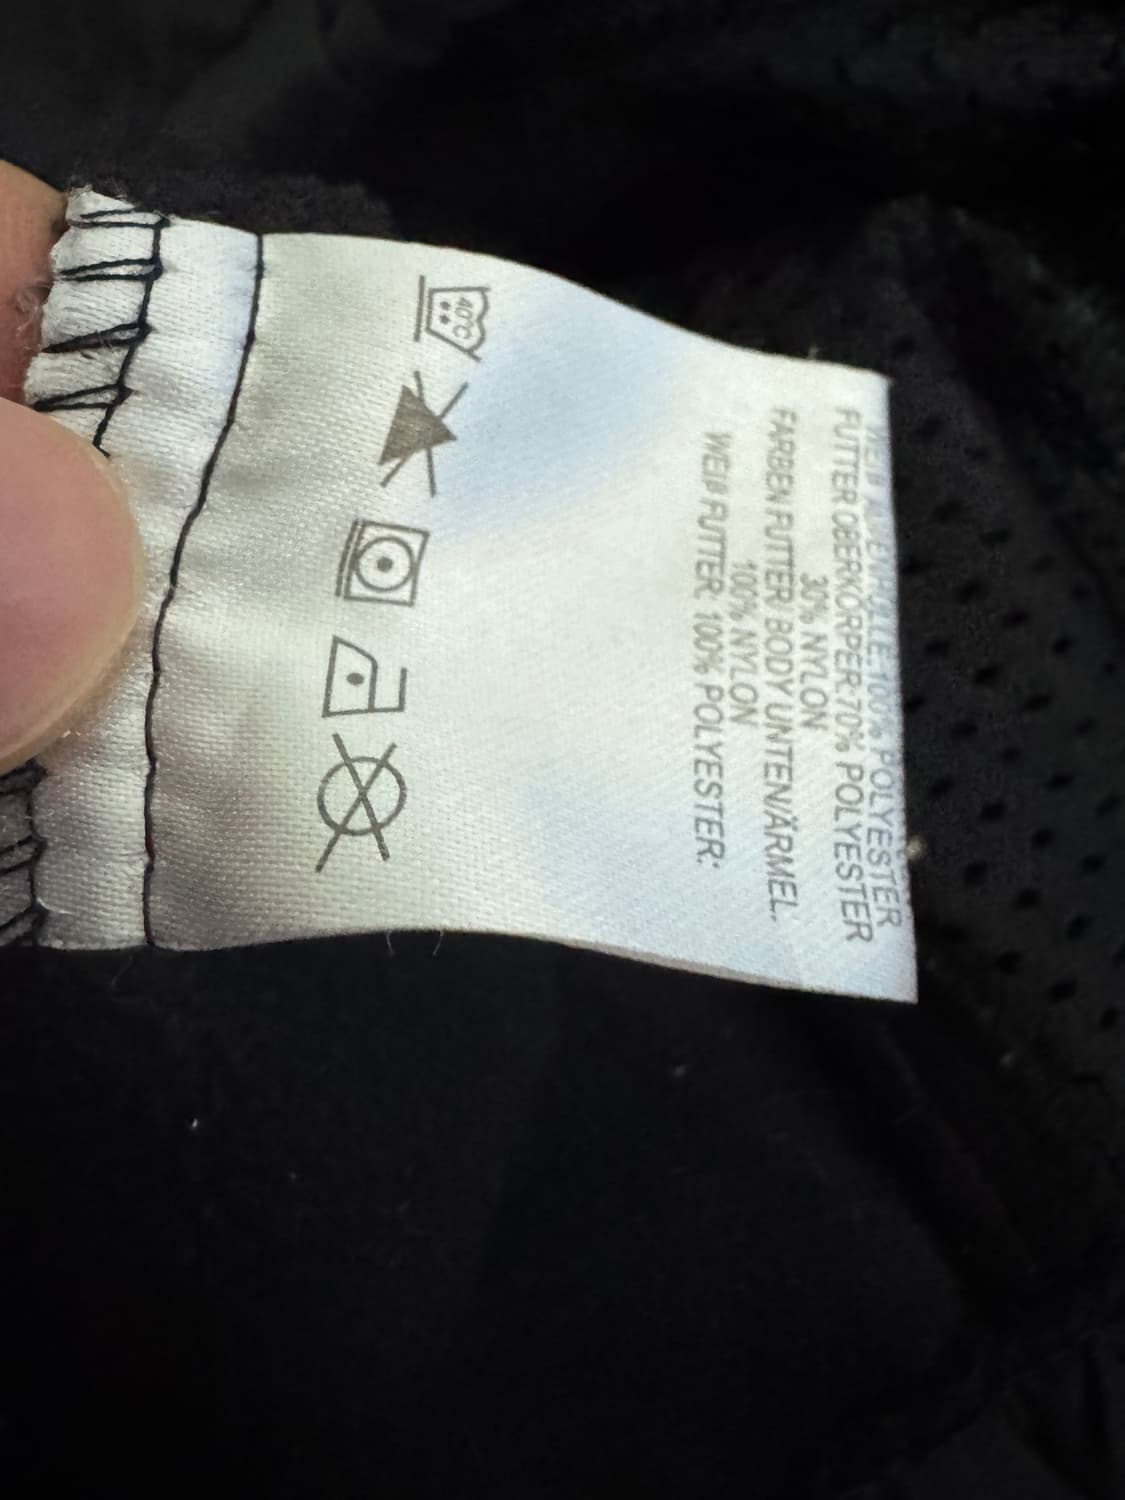 40°C
100% POLYESTER
FUTTER OBERKÖRPER:70% POLYESTER
30% NYLON
FARBEN FUTTER/ BODY UNTEN/ÄRMEL.
100% NYLON
WEIß FUTTER, 100% POLYESTER: